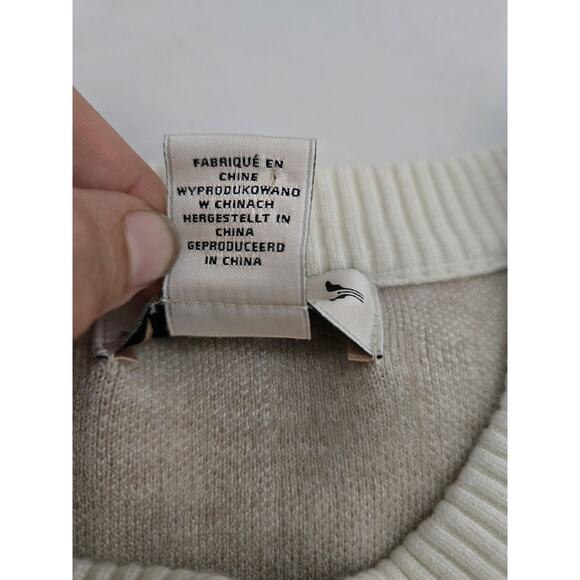 FABRIQUÉ EN
CHINE
WYPRODUKOWANO
W CHINACH
HERGESTELLT IN
CHINA
GEPRODUCEERD
IN CHINA